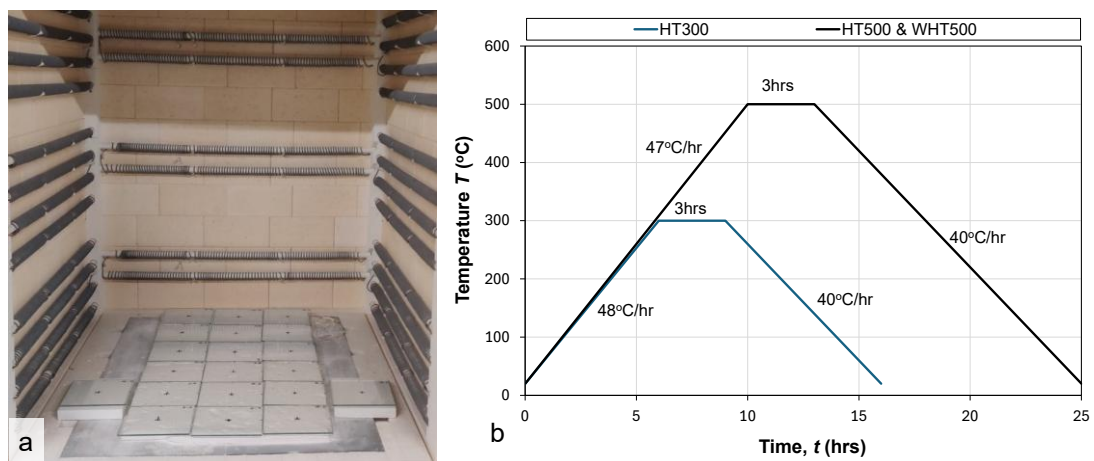 a
HT300 HT500 & WHT500
600
500
400
300
200
100
0
Temperature T (°C)
3hrs
47°C/hr
3hrs
48°C/hr
40°C/hr
40°C/hr
0 5 10 15 20 25
b
Time, t (hrs)